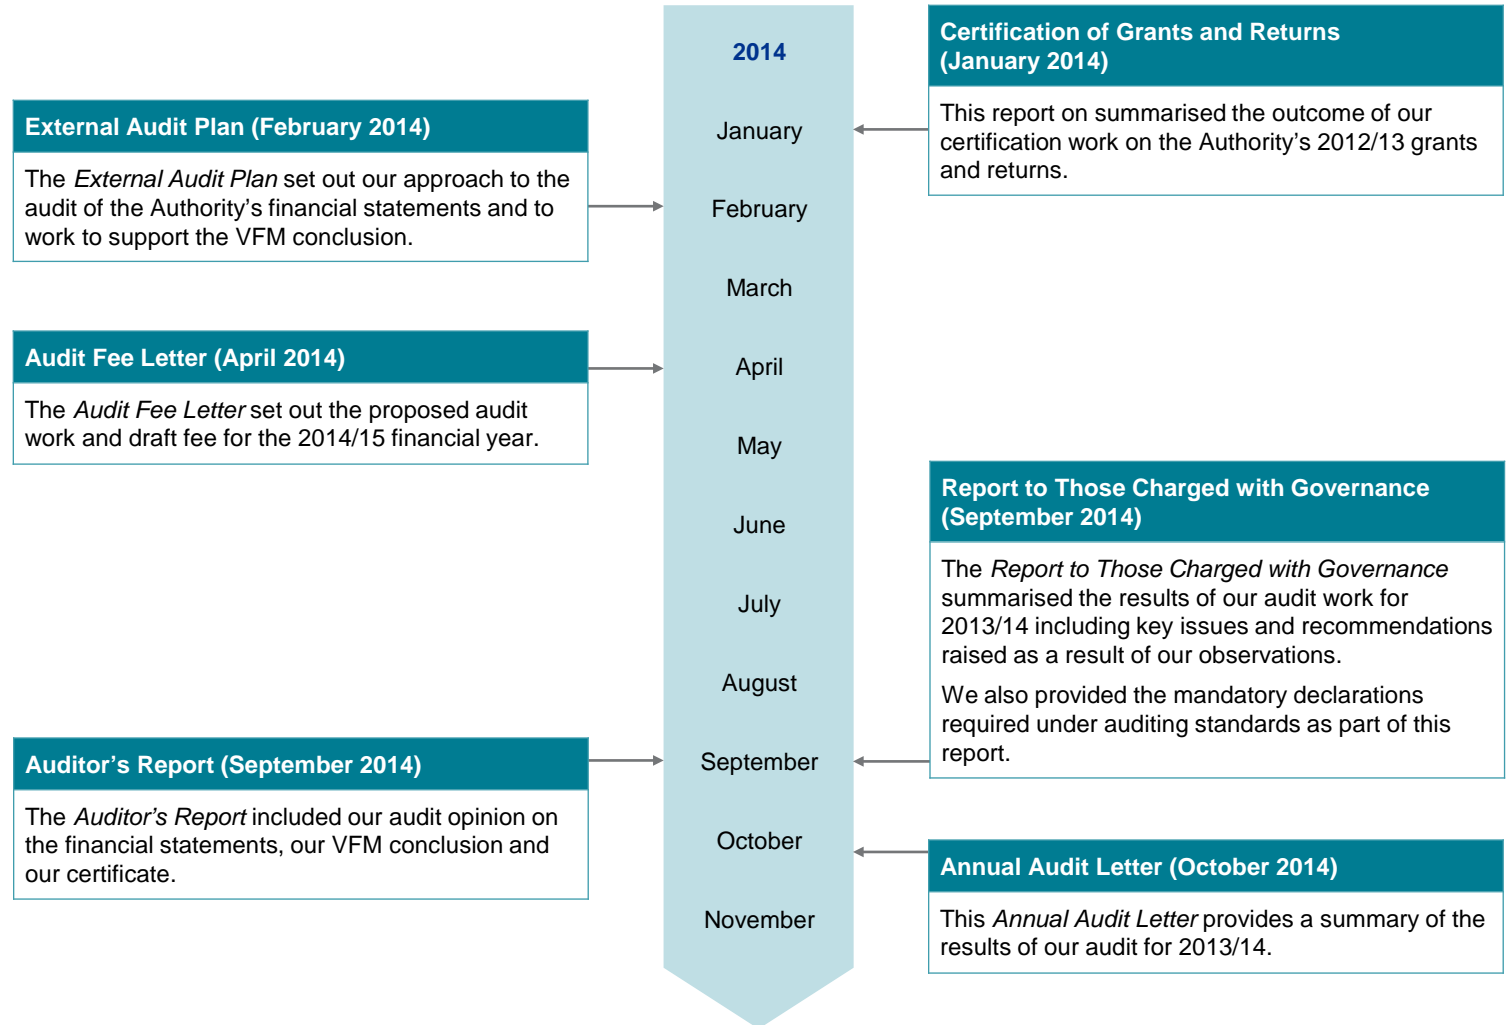 2014
January
February
March
April
May
June
July
August
September
October
November
External Audit Plan (February 2014)
The External Audit Plan set out our approach to the
audit of the Authority’s financial statements and to
work to support the VFM conclusion.
Audit Fee Letter (April 2014)
The Audit Fee Letter set out the proposed audit
work and draft fee for the 2014/15 financial year.
Auditor’s Report (September 2014)
The Auditor’s Report included our audit opinion on
the financial statements, our VFM conclusion and
our certificate.
Certification of Grants and Returns
(January 2014)
This report on summarised the outcome of our
certification work on the Authority’s 2012/13 grants
and returns.
Report to Those Charged with Governance
(September 2014)
The Report to Those Charged with Governance
summarised the results of our audit work for
2013/14 including key issues and recommendations
raised as a result of our observations.
We also provided the mandatory declarations
required under auditing standards as part of this
report.
Annual Audit Letter (October 2014)
This Annual Audit Letter provides a summary of the
results of our audit for 2013/14.